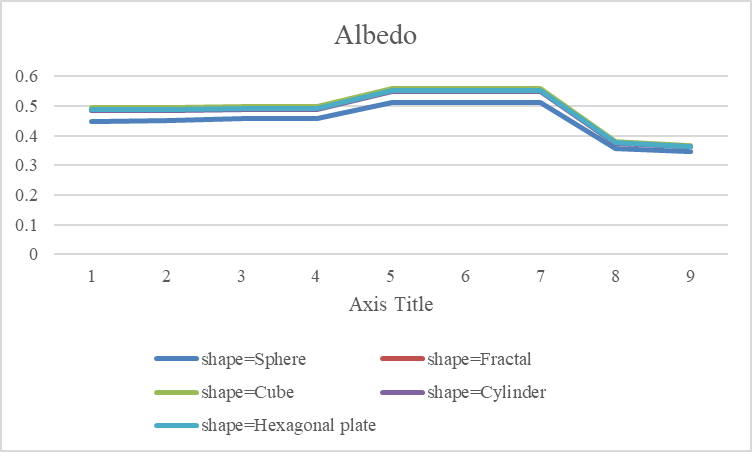 Albedo
0.6
0.5
0.4
0.3
0.2
0.1
0
1 2 3 4 5 6 7 8 9
Axis Title
shape=Sphere shape=Fractal
shape=Cube shape=Cylinder
shape=Hexagonal plate